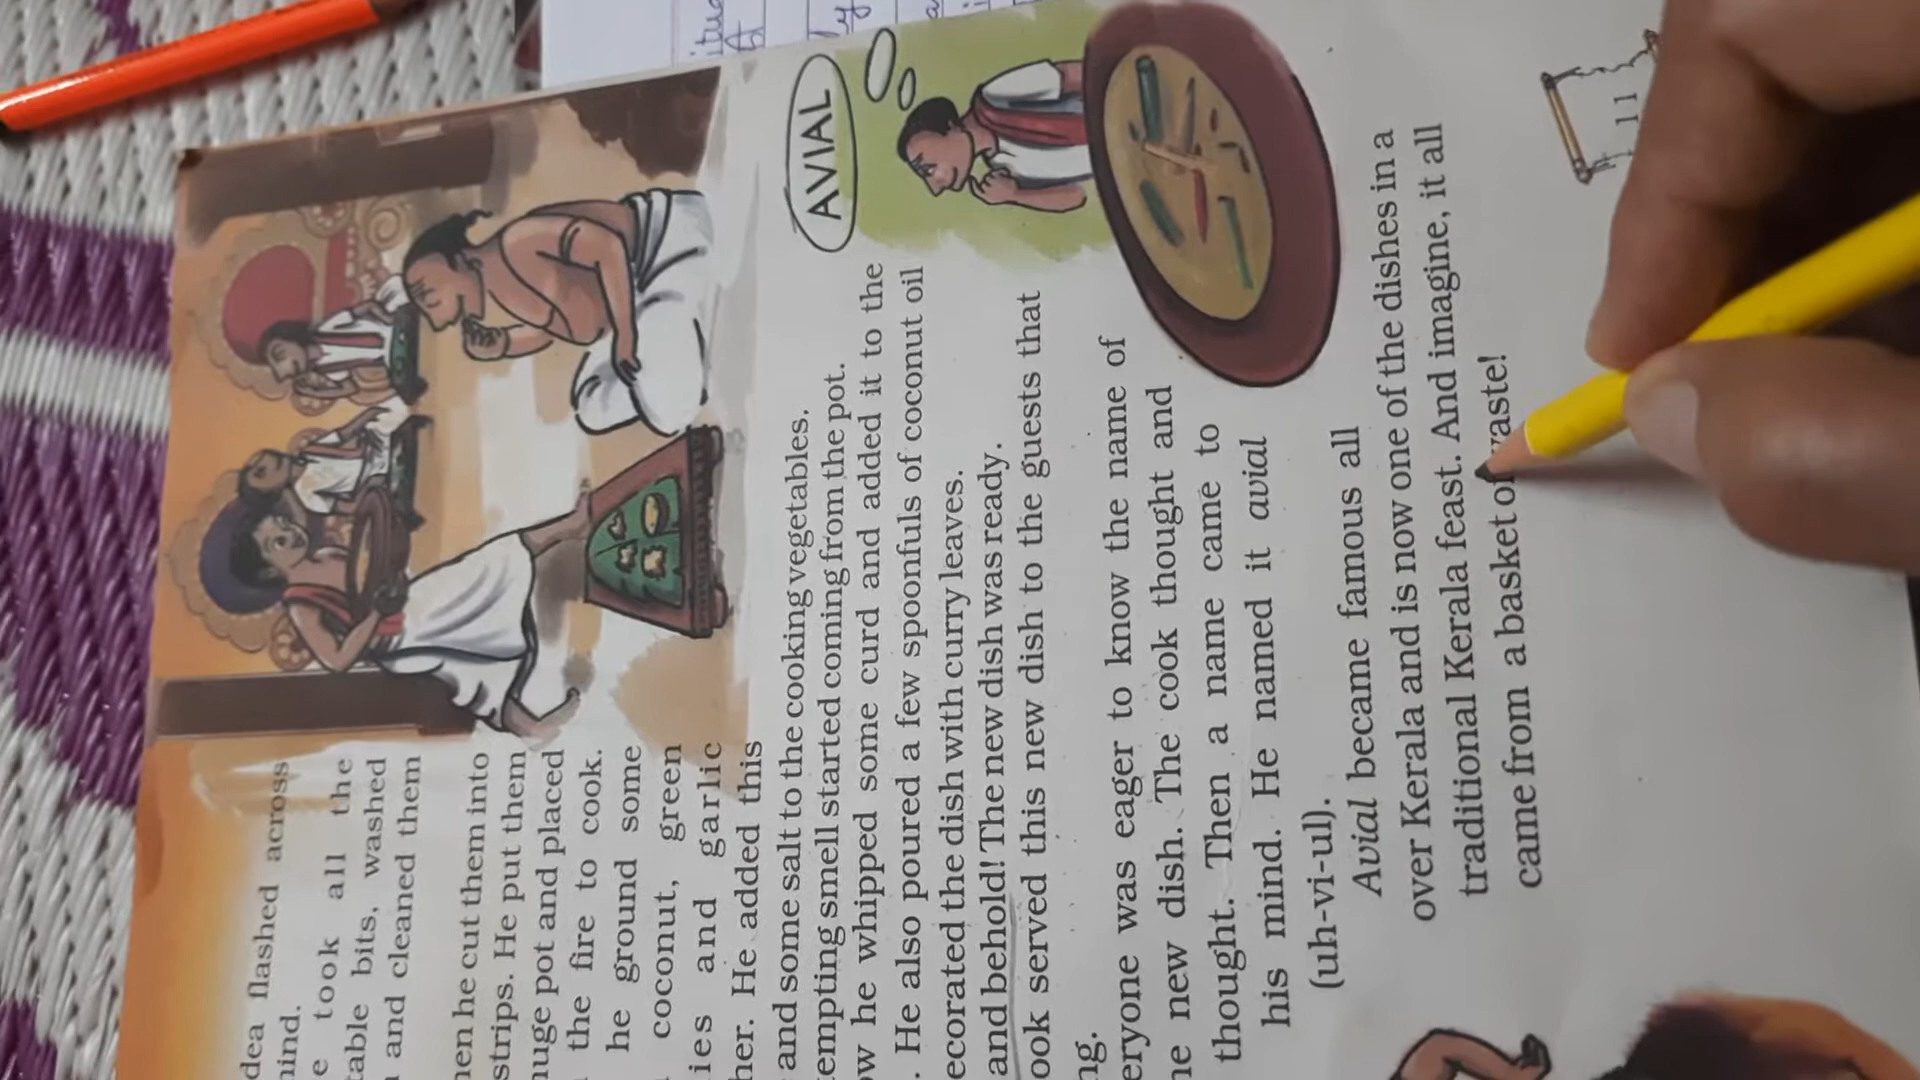 dea flashed across
mind.
e took all the
table bits, washed
and cleaned them
hen he cut them into
strips. He put them
huge pot and placed
the fire to cook.
he ground some
coconut, green
lies and garlic
her. He added this
and some salt to the cooking vegetables.
tempting smell started coming from the pot.
ow he whipped some curd and added it to the
. He also poured a few spoonfuls of coconut oil
ecorated the dish with curry leaves.
and behold! The new dish was ready.
ook served this new dish to the guests that
ng.
eryone was eager to know the name of
he new dish. The cook thought and
thought. Then a name came to
his mind. He named it avial
(uh-vi-ul).
AVIAL
Avial became famous all
over Kerala and is now one of the dishes in a
traditional Kerala feast. And imagine, it all
came from a basket of waste!
11